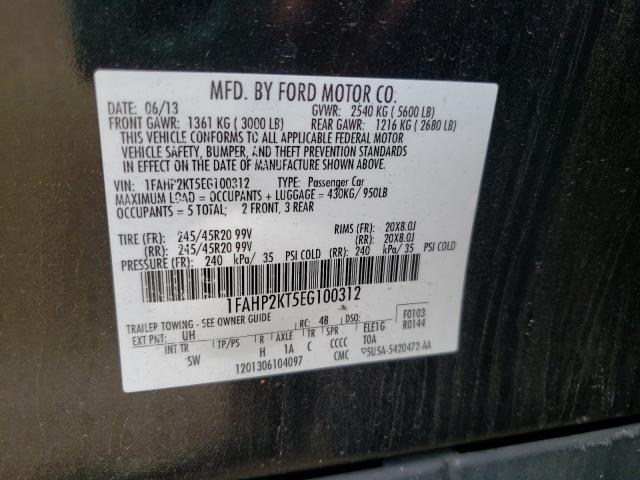 MFD. BY FORD MOTOR CO.
DATE: 06/13 GVWR: 2540 KG ( 5600 LB)
FRONT GAWR: 1361 KG ( 3000 LB) REAR GAWR: 1216 KG ( 2680 LB)
THIS VEHICLE CONFORMS TO ALL APPLICABLE FEDERAL MOTOR
VEHICLE SAFETY, BUMPER, AND THEFT PREVENTION STANDARDS
IN EFFECT ON THE DATE OF MANUFACTURE SHOWN ABOVE.
VIN: 1FAHP2KT5EG100312 TYPE: Passenger Car
MAXIMUM LOAD = OCCUPANTS + LUGGAGE = 430KG/ 950LB
OCCUPANTS = 5 TOTAL; 2 FRONT, 3 REAR
TIRE (FR): 245/45R20 99V RIMS (FR): 20X8.0J
(RR): 245/45R20 99V (RR): 20X8.0J
PRESSURE (FR): 240 kPa/ 35 PSI COLD (RR): 240 kPa/ 35 PSI COLD
1FAHP2KT5EG100312
TRAILER TOWING - SEE OWNER GUIDE F0103
EXT PNT: UH RC: 48 DSO: R0144
INT TR TP/PS R AXLE TR SPR ELE1G
SW H 1A C CCCC TOA
1201306104097 CMC 5U5A-5420472-AA